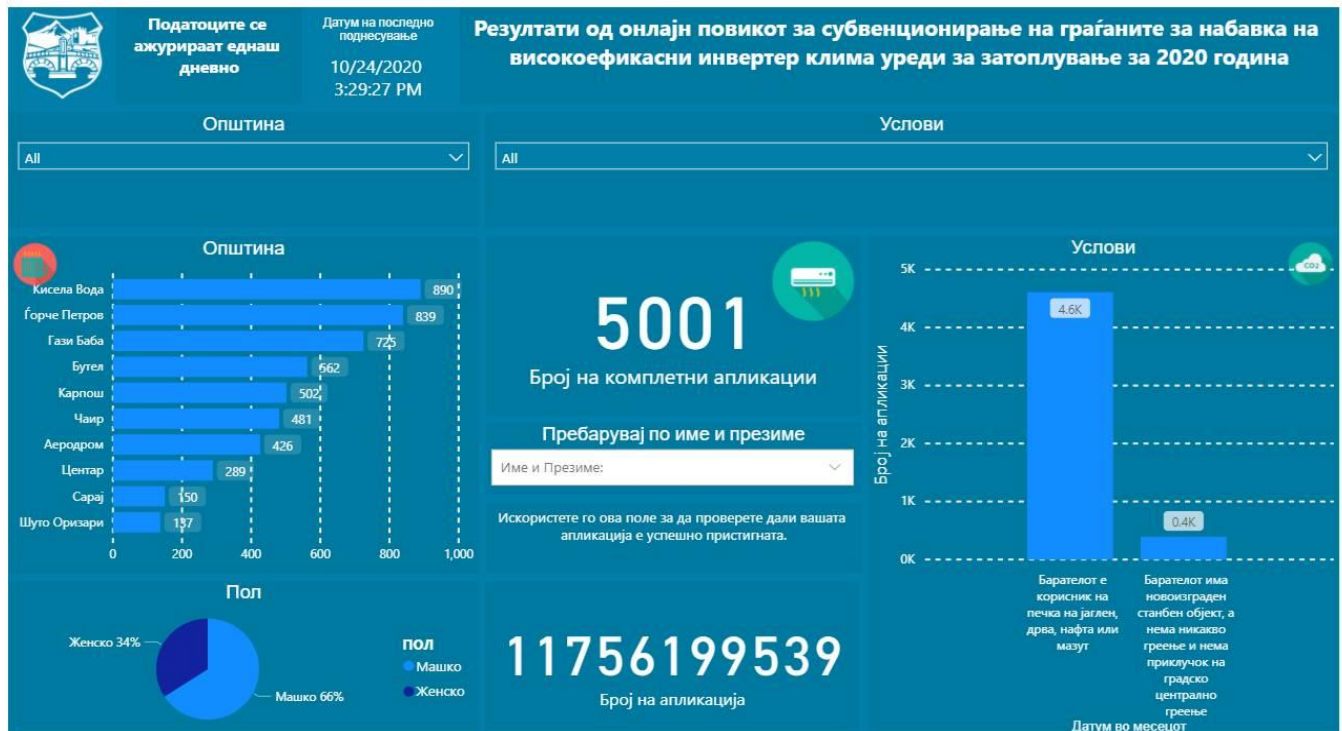 Податоците се
ажурираат еднаш
дневно
Датум на последно
поднесување
10/24/2020
3:29:27 PM
Резултати од онлајн повикот за субвенционирање на граѓаните за набавка на
високоефикасни инвертер клима уреди за затоплување за 2020 година
Општина
All
Услови
All
Општина
Кисела Вода 890
Ѓорче Петров 839
Гази Баба 725
Бутел 562
Карпош 502
Чаир 481
Аеродром 426
Центар 289
Сарај 150
Шуто Оризари 137
0 200 400 600 800 1,000
5001
Број на комплетни апликации
Пребарувај по име и презиме
Име и Презиме:
Искористете го ова поле за да проверете дали вашата
апликација е успешно пристигната.
Услови
CO2
Број на апликации
5K
4K
3K
2K
1K
0K
4.6K
0.4K
Барателот е
корисник на
печка на јаглен,
дрва, нафта или
мазут
Барателот има
новоизграден
станбен објект, а
нема никакво
греење и нема
приклучок на
градско
централно
греење
Датум во месецот
Пол
Женско 34%
Машко 66%
пол
Машко
Женско
11756199539
Број на апликација